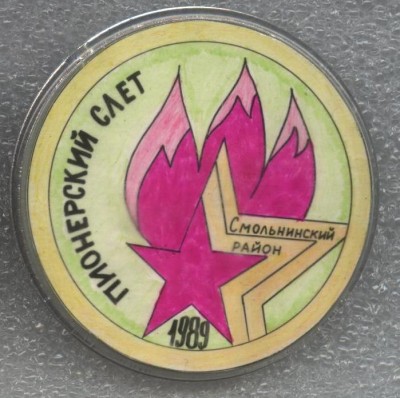 ПИОНЕРСКИЙ СЛЕТ
Смольнинский
РАЙОН
1989